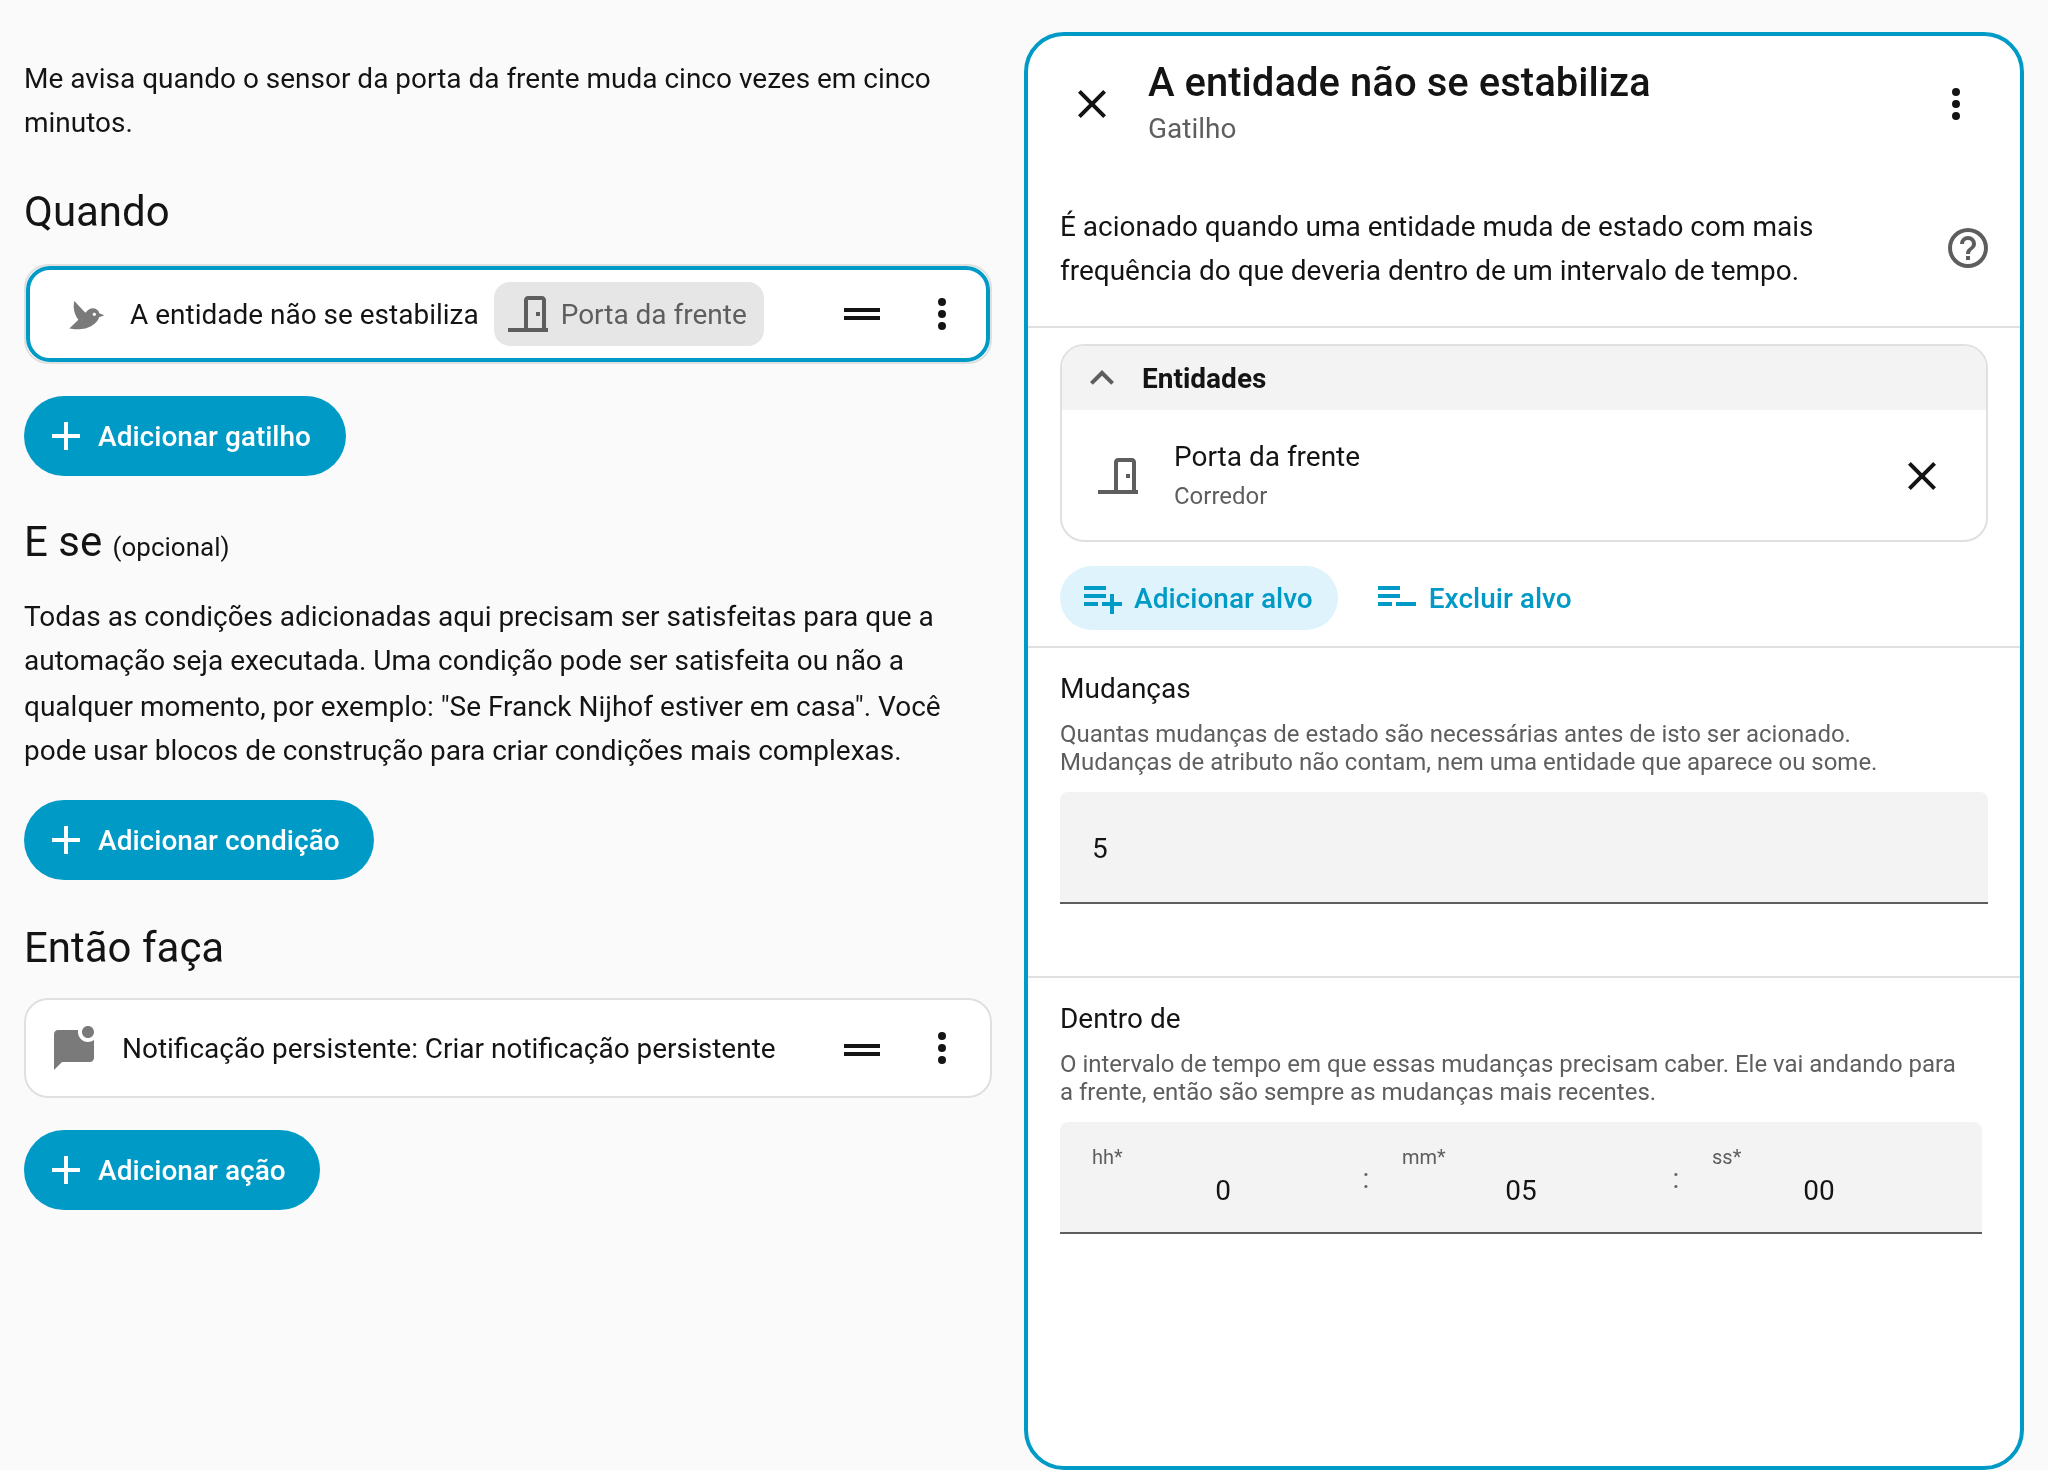 Me avisa quando o sensor da porta da frente muda cinco vezes em cinco
minutos.
Quando
A entidade não se estabiliza
Porta da frente
Adicionar gatilho
E se (opcional)
Todas as condições adicionadas aqui precisam ser satisfeitas para que a
automação seja executada. Uma condição pode ser satisfeita ou não a
qualquer momento, por exemplo: "Se Franck Nijhof estiver em casa". Você
pode usar blocos de construção para criar condições mais complexas.
Adicionar condição
Então faça
Notificação persistente: Criar notificação persistente
Adicionar ação
A entidade não se estabiliza
Gatilho
É acionado quando uma entidade muda de estado com mais
frequência do que deveria dentro de um intervalo de tempo.
Entidades
Porta da frente
Corredor
Adicionar alvo
Excluir alvo
Mudanças
Quantas mudanças de estado são necessárias antes de isto ser acionado.
Mudanças de atributo não contam, nem uma entidade que aparece ou some.
5
Dentro de
O intervalo de tempo em que essas mudanças precisam caber. Ele vai andando para
a frente, então são sempre as mudanças mais recentes.
hh* mm* ss*
0 : 05 : 00